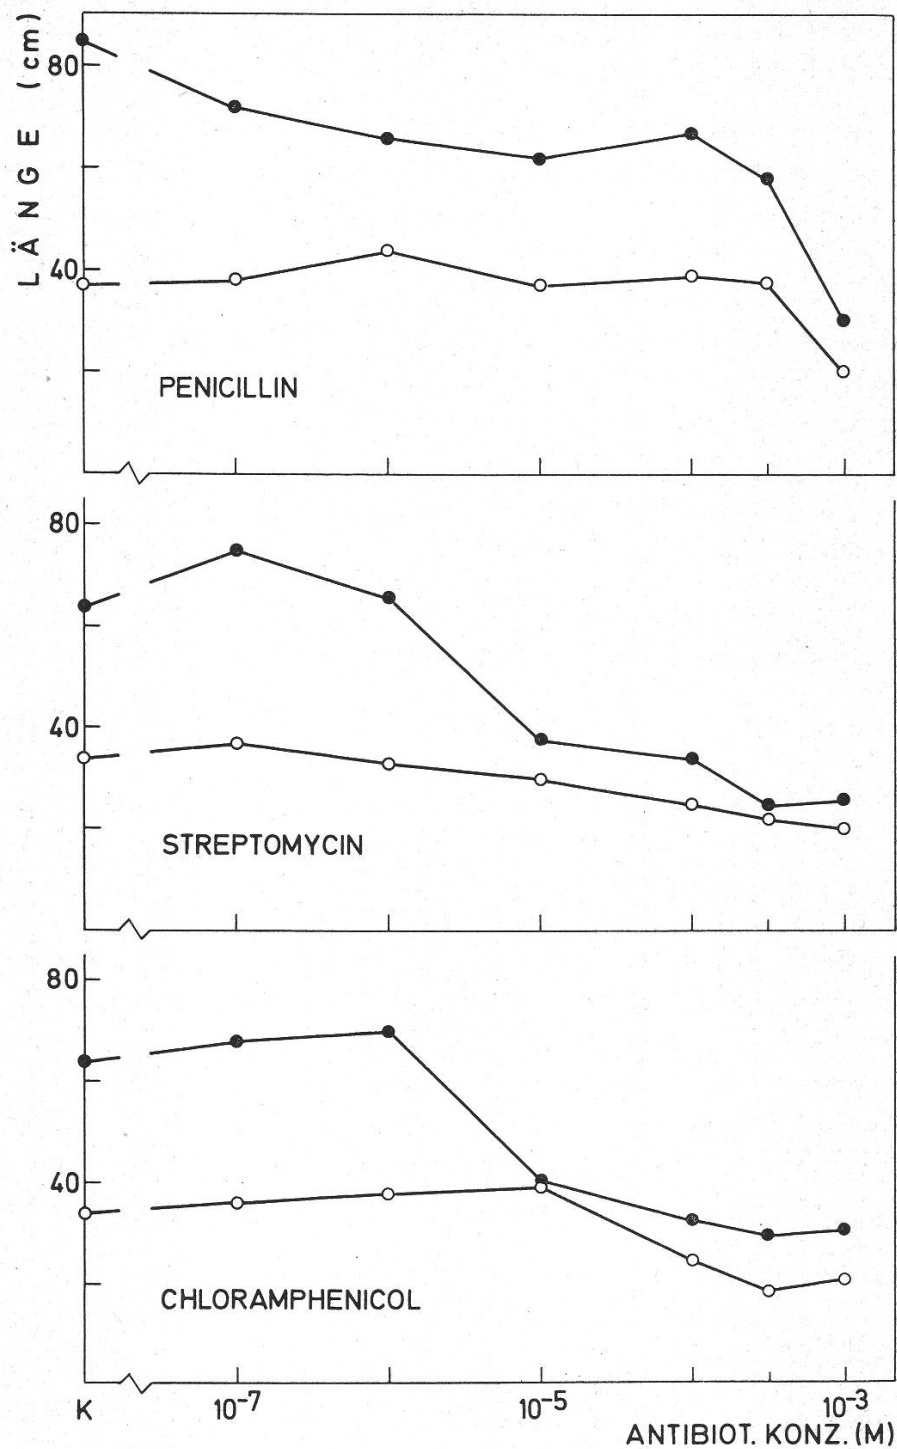 LÄNGE (cm)
80
40
PENICILLIN
80
40
STREPTOMYCIN
80
40
CHLORAMPHENICOL
K 10⁻⁷ 10⁻⁵ 10⁻³
ANTIBIOT. KONZ. (M)